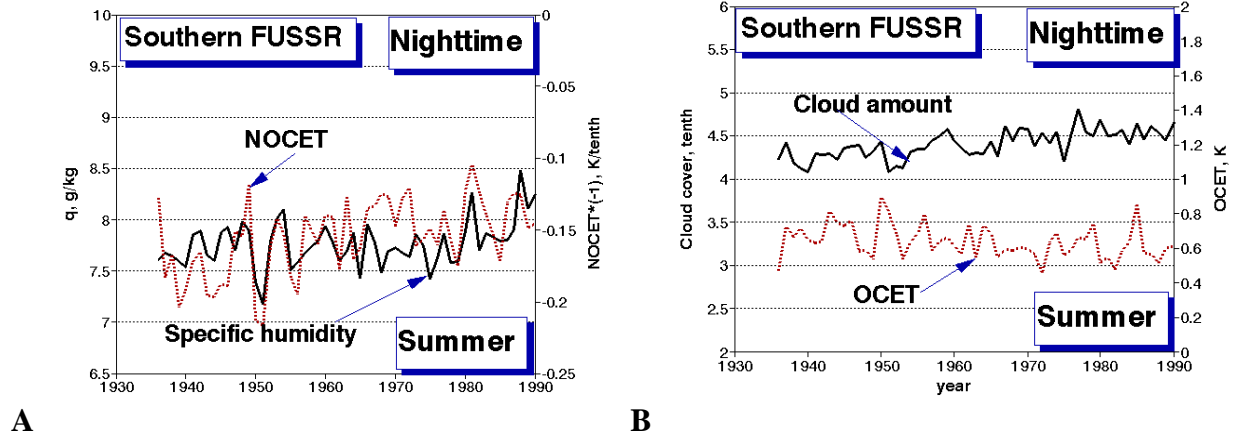 Southern FUSSR
Nighttime
NOCET
Specific humidity
Summer
q, g/kg
NOCET*(-1), K/tenth
10
9.5
9
8.5
8
7.5
7
6.5
0
-0.05
-0.1
-0.15
-0.2
-0.25
1930 1940 1950 1960 1970 1980 1990
A
Southern FUSSR
Nighttime
Cloud amount
OCET
Summer
Cloud cover, tenth
OCET, K
6
5.5
5
4.5
4
3.5
3
2.5
2
2
1.8
1.6
1.4
1.2
1
0.8
0.6
0.4
0.2
0
1930 1940 1950 1960 1970 1980 1990
year
B